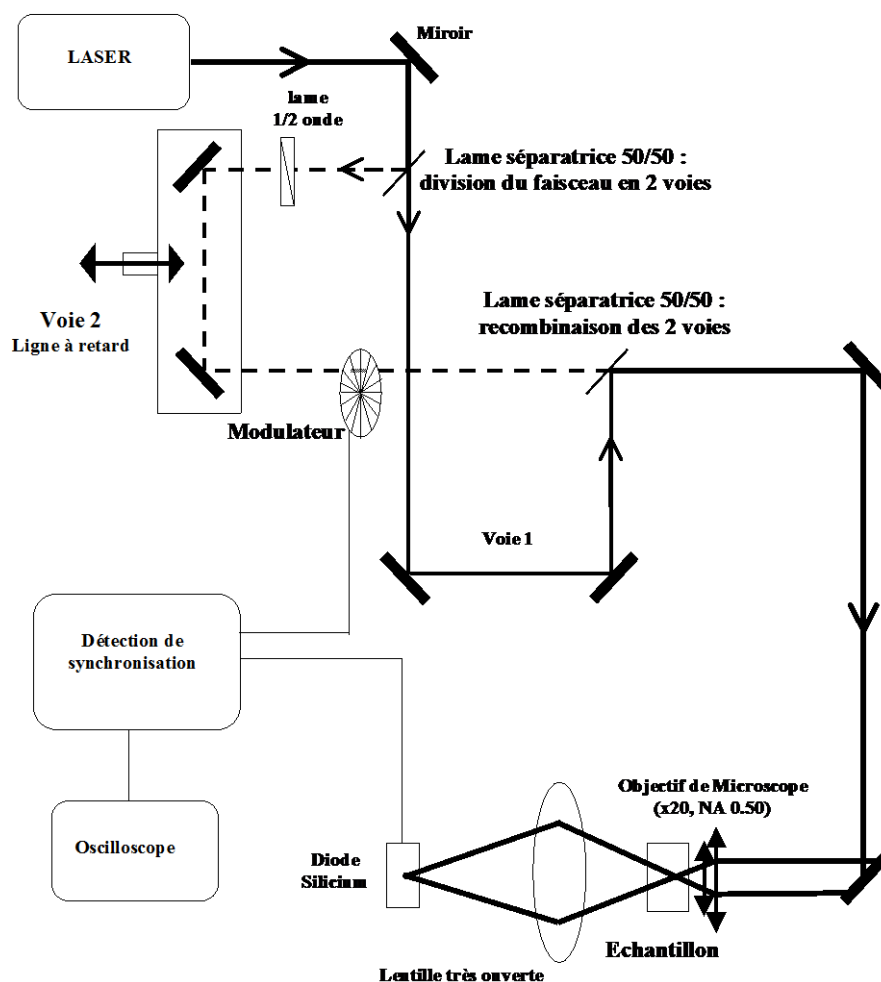 Miroir
LASER
lame
1/2 onde
Lame séparatrice 50/50 :
division du faisceau en 2 voies
Lame séparatrice 50/50 :
recombinaison des 2 voies
Voie 2
Ligne à retard
Modulateur
Voie 1
Détection de
synchronisation
Objectif de Microscope
(x20, NA 0.50)
Oscilloscope
Diode
Silicium
Echantillon
Lentille très ouverte